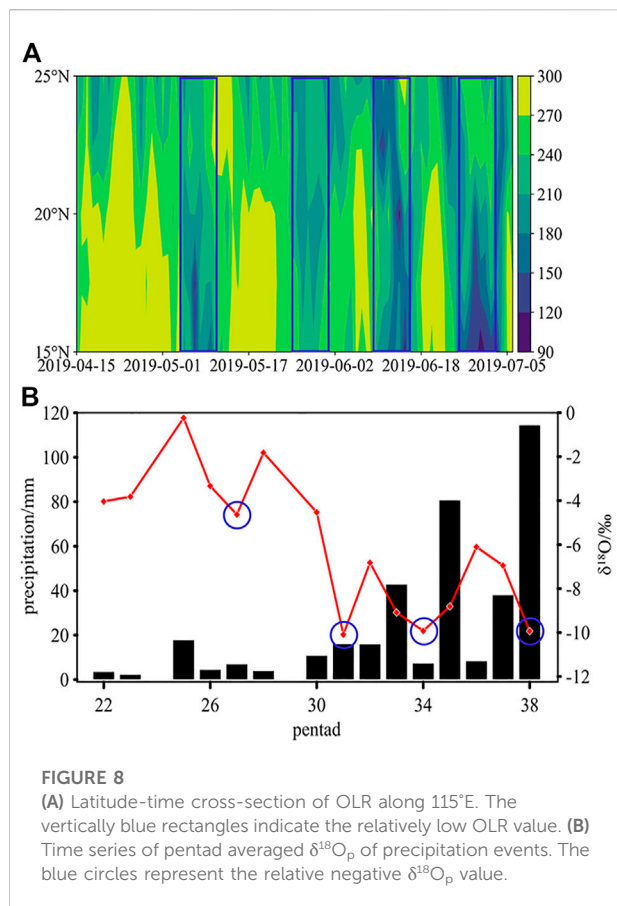 A
25°N
20°N
15°N
2019-04-15 2019-05-01 2019-05-17 2019-06-02 2019-06-18 2019-07-05
300
270
240
210
180
150
120
90
B
precipitation/mm
120
100
80
60
40
20
0
22 26 30 34 38
pentad
0
-2
-4
-6
-8
-10
-12
δ¹⁸O/‰
FIGURE 8
(A) Latitude-time cross-section of OLR along 115°E. The
vertically blue rectangles indicate the relatively low OLR value. (B)
Time series of pentad averaged δ¹⁸Oₚ of precipitation events. The
blue circles represent the relative negative δ¹⁸Oₚ value.